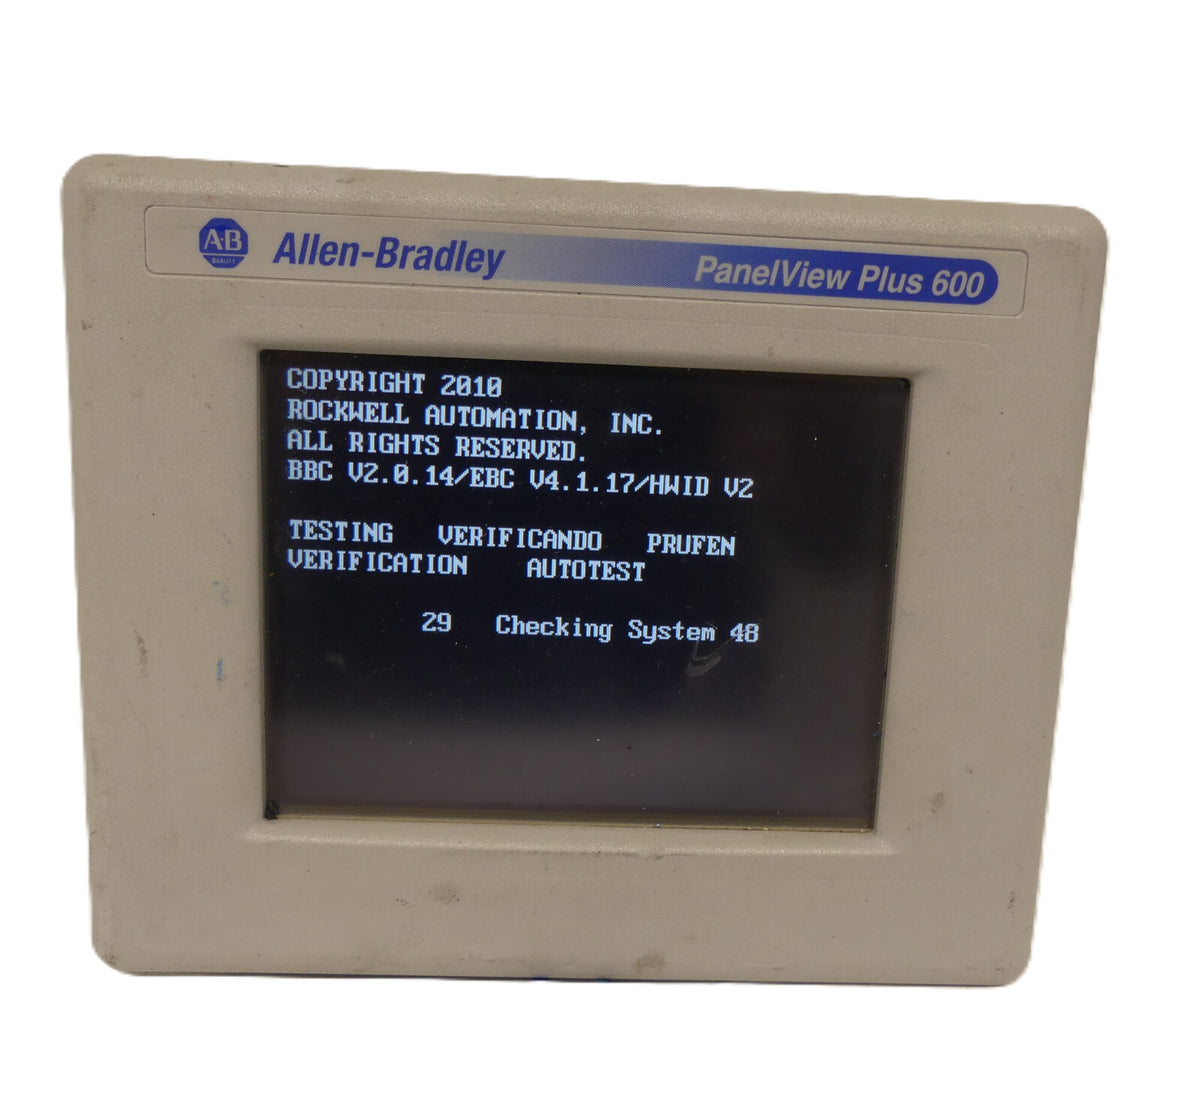 A·B
QUALITY
Allen-Bradley
PanelView Plus 600
COPYRIGHT 2010
ROCKWELL AUTOMATION, INC.
ALL RIGHTS RESERVED.
BBC V2.0.14/EBC V4.1.17/HWID V2
TESTING VERIFICANDO PRUFEN
VERIFICATION AUTOTEST
29 Checking System 48